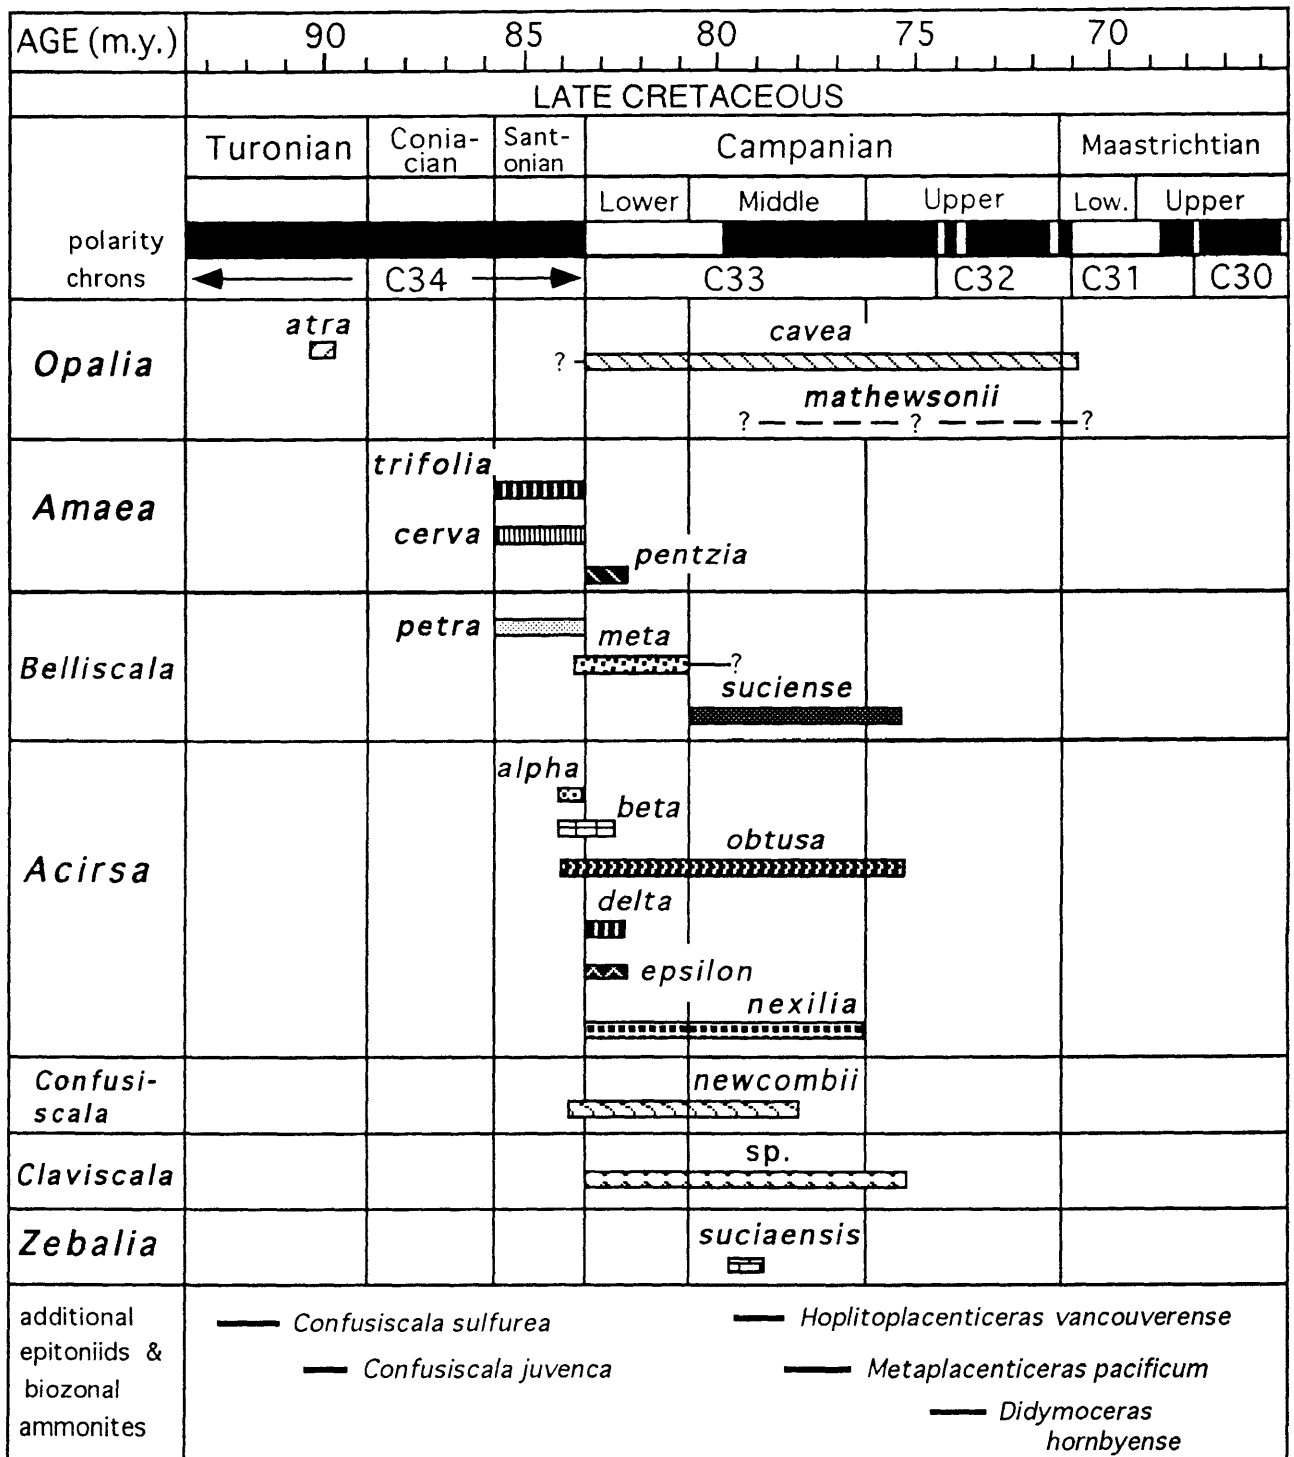 AGE (m.y.) 90 85 80 75 70
LATE CRETACEOUS
Turonian Conia-cian Sant-onian Campanian Maastrichtian
Lower Middle Upper Low. Upper
polarity
chrons C34 C33 C32 C31 C30
atra cavea
Opalia ?
mathewsonii
? ? ?
trifolia
Amaea
cerva
pentzia
petra meta
Belliscala ?
suciense
alpha
beta
Acirsa obtusa
delta
epsilon
nexilia
Confusi- newcombii
scala
sp.
Claviscala
Zebalia suciaensis
additional
epitoniids &
biozonal
ammonites
Confusiscala sulfurea
Confusiscala juvenca
Hoplitoplacenticeras vancouverense
Metaplacenticeras pacificum
Didymoceras
hornbyense